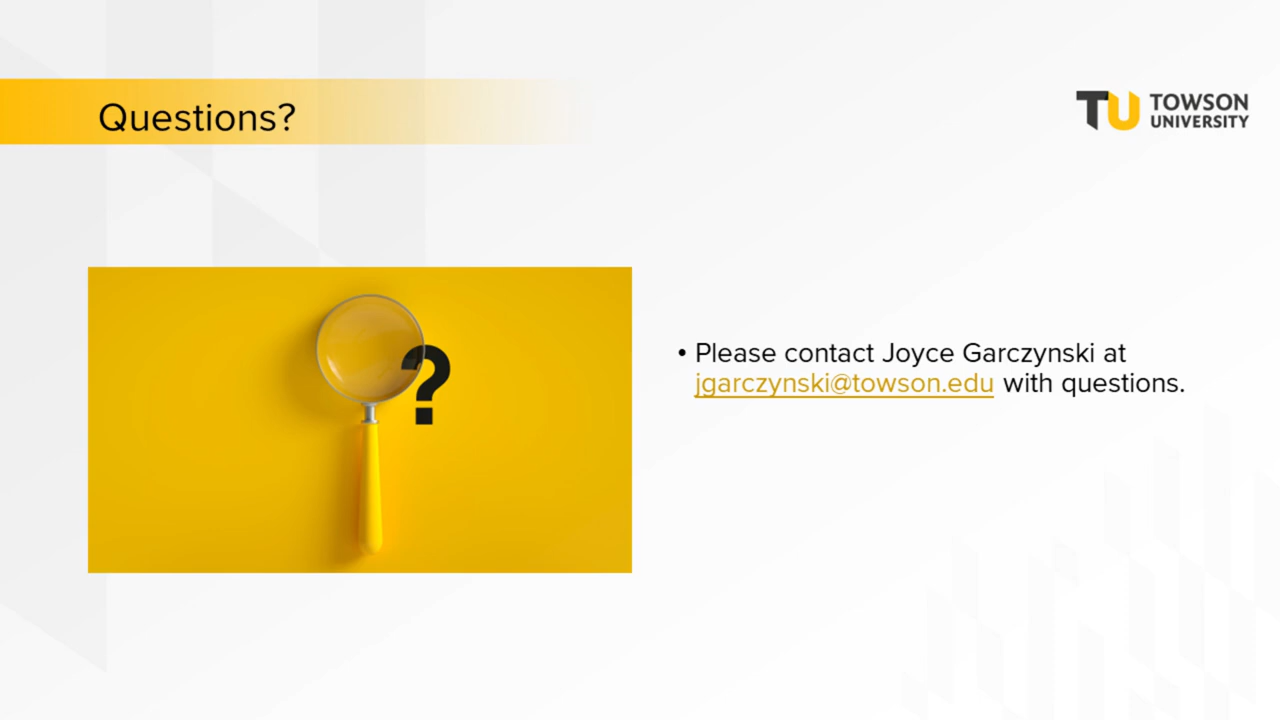 Questions?
TU TOWSON
UNIVERSITY
?
• Please contact Joyce Garczynski at
jgarczynski@towson.edu with questions.